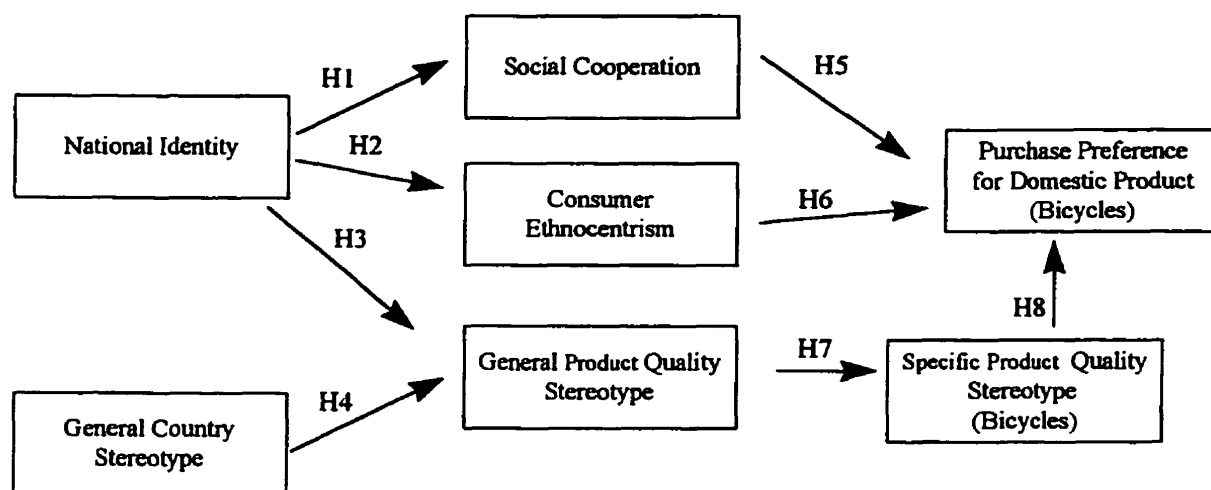 Social Cooperation
H1
H5
National Identity
H2
Purchase Preference
for Domestic Product
(Bicycles)
Consumer
Ethnocentrism
H6
H3
H8
General Product Quality
Stereotype
H7
Specific Product Quality
Stereotype
(Bicycles)
H4
General Country
Stereotype